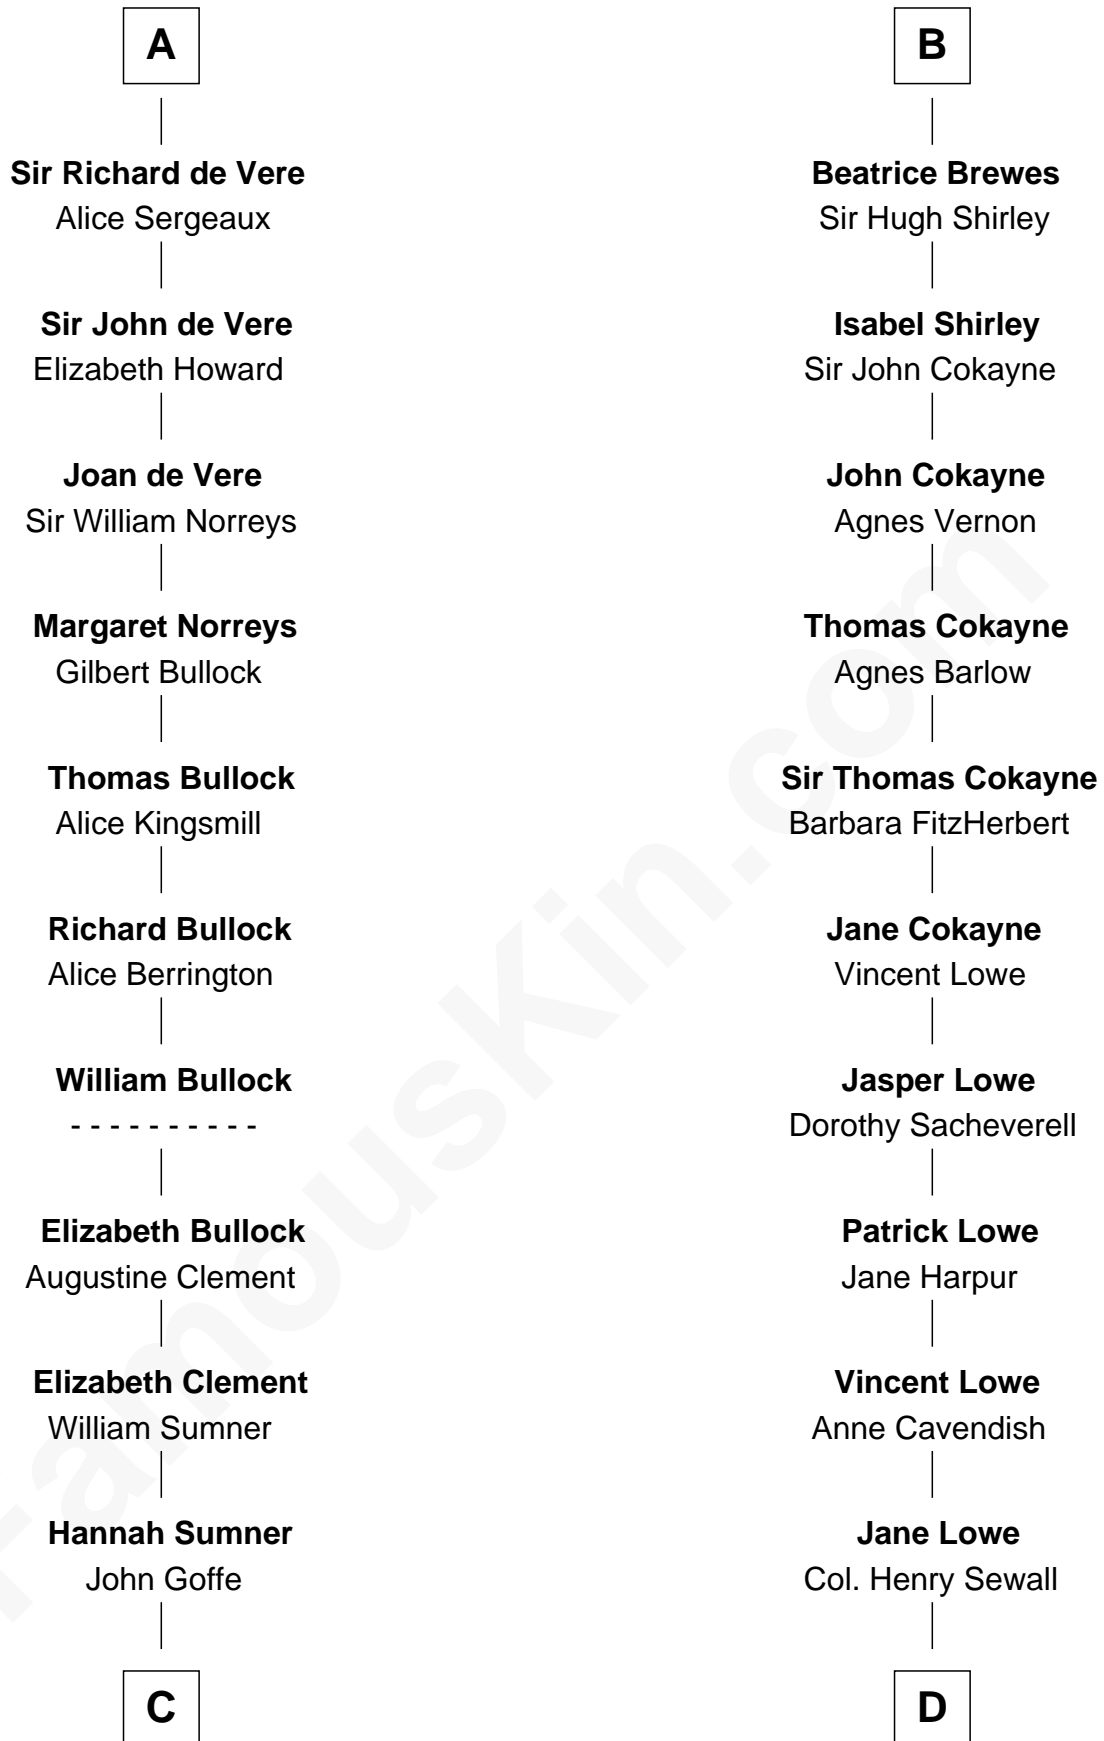 A
Sir Richard de Vere
Alice Sergeaux
Sir John de Vere
Elizabeth Howard
Joan de Vere
Sir William Norreys
Margaret Norreys
Gilbert Bullock
Thomas Bullock
Alice Kingsmill
Richard Bullock
Alice Berrington
William Bullock
- - - - - - - - - -
Elizabeth Bullock
Augustine Clement
Elizabeth Clement
William Sumner
Hannah Sumner
John Goffe
C
B
Beatrice Brewes
Sir Hugh Shirley
Isabel Shirley
Sir John Cokayne
John Cokayne
Agnes Vernon
Thomas Cokayne
Agnes Barlow
Sir Thomas Cokayne
Barbara FitzHerbert
Jane Cokayne
Vincent Lowe
Jasper Lowe
Dorothy Sacheverell
Patrick Lowe
Jane Harpur
Vincent Lowe
Anne Cavendish
Jane Lowe
Col. Henry Sewall
D
FamousKin.com